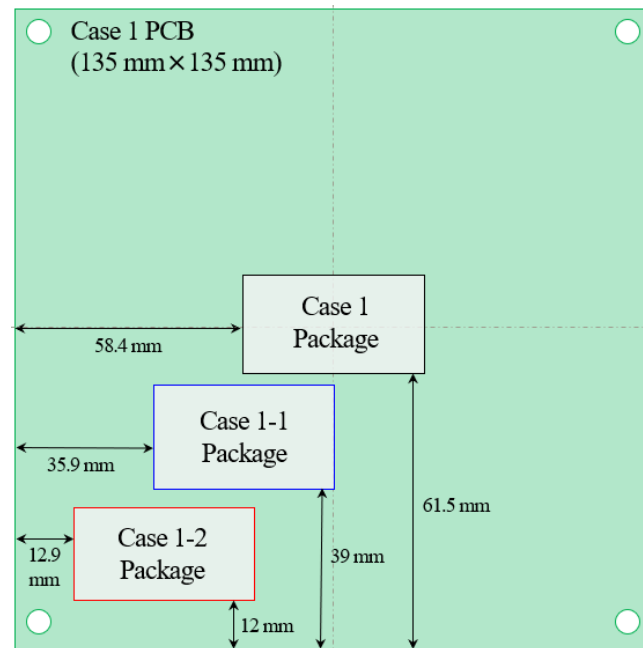 Case 1 PCB
(135 mm×135 mm)
Case 1
Package
58.4 mm
Case 1-1
Package
35.9 mm
61.5 mm
Case 1-2
Package
12.9
mm
39 mm
12 mm